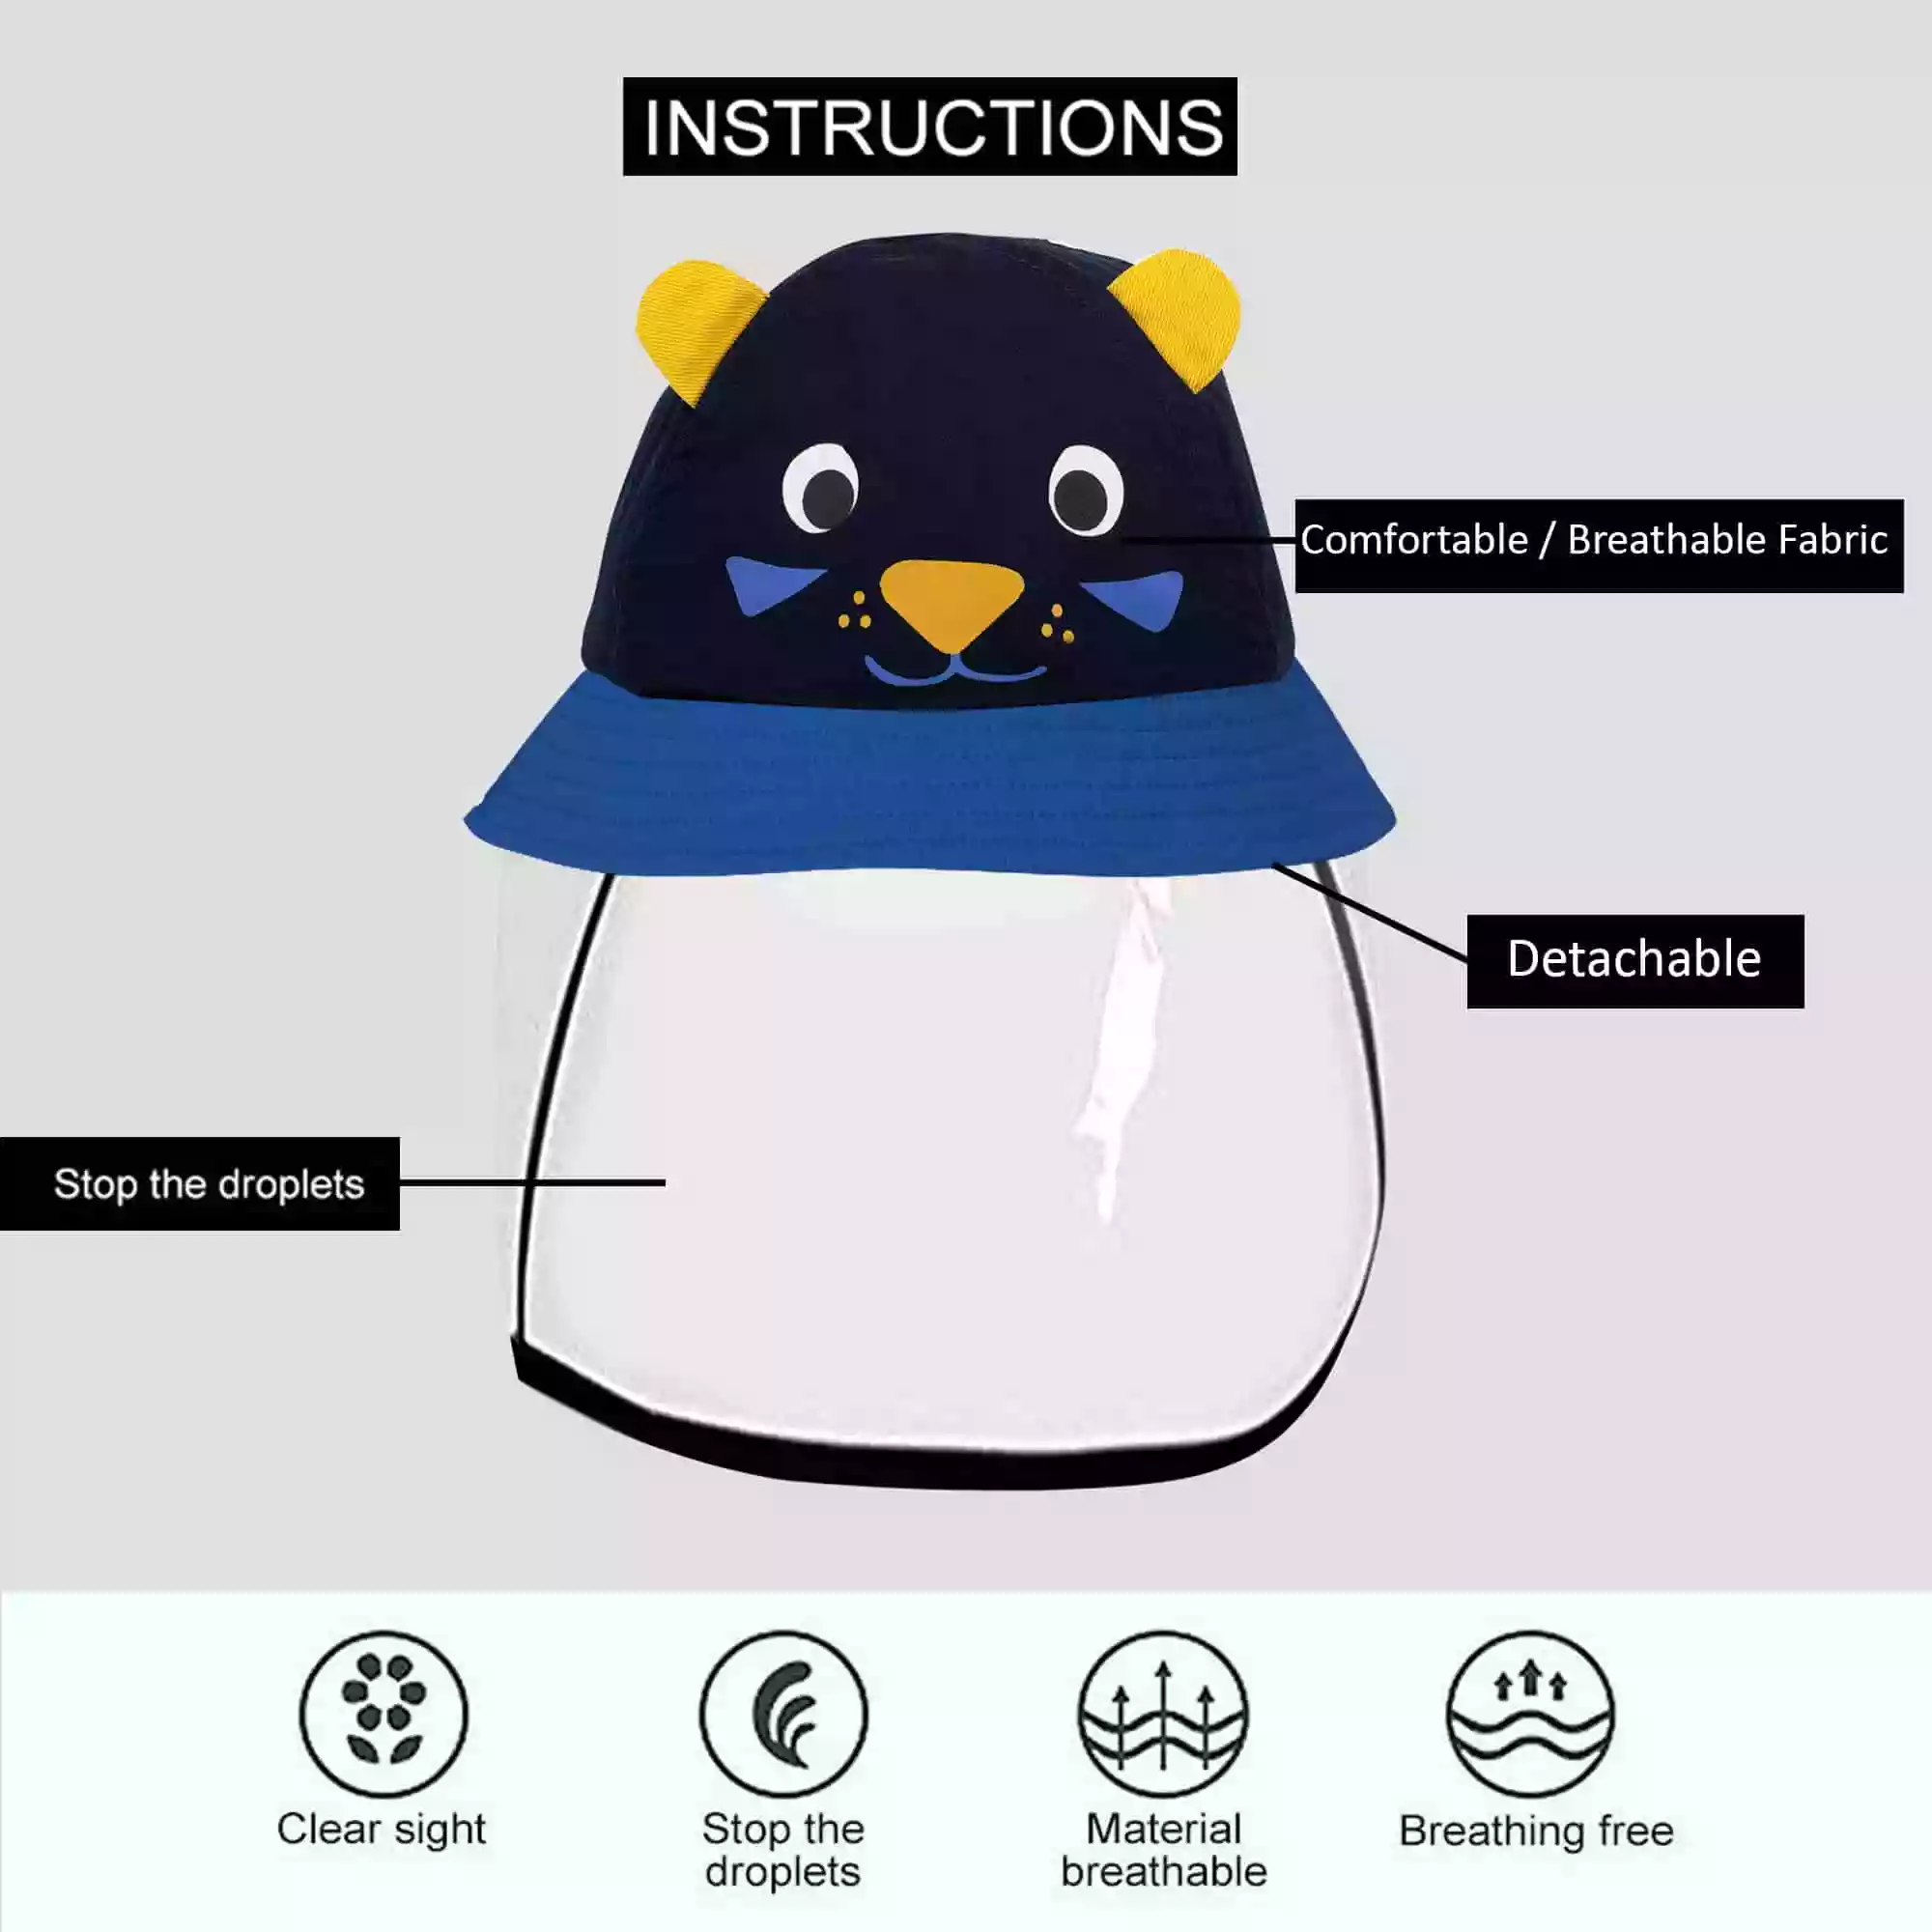 INSTRUCTIONS
Comfortable / Breathable Fabric
Detachable
Stop the droplets
Clear sight
Stop the
droplets
Material
breathable
Breathing free